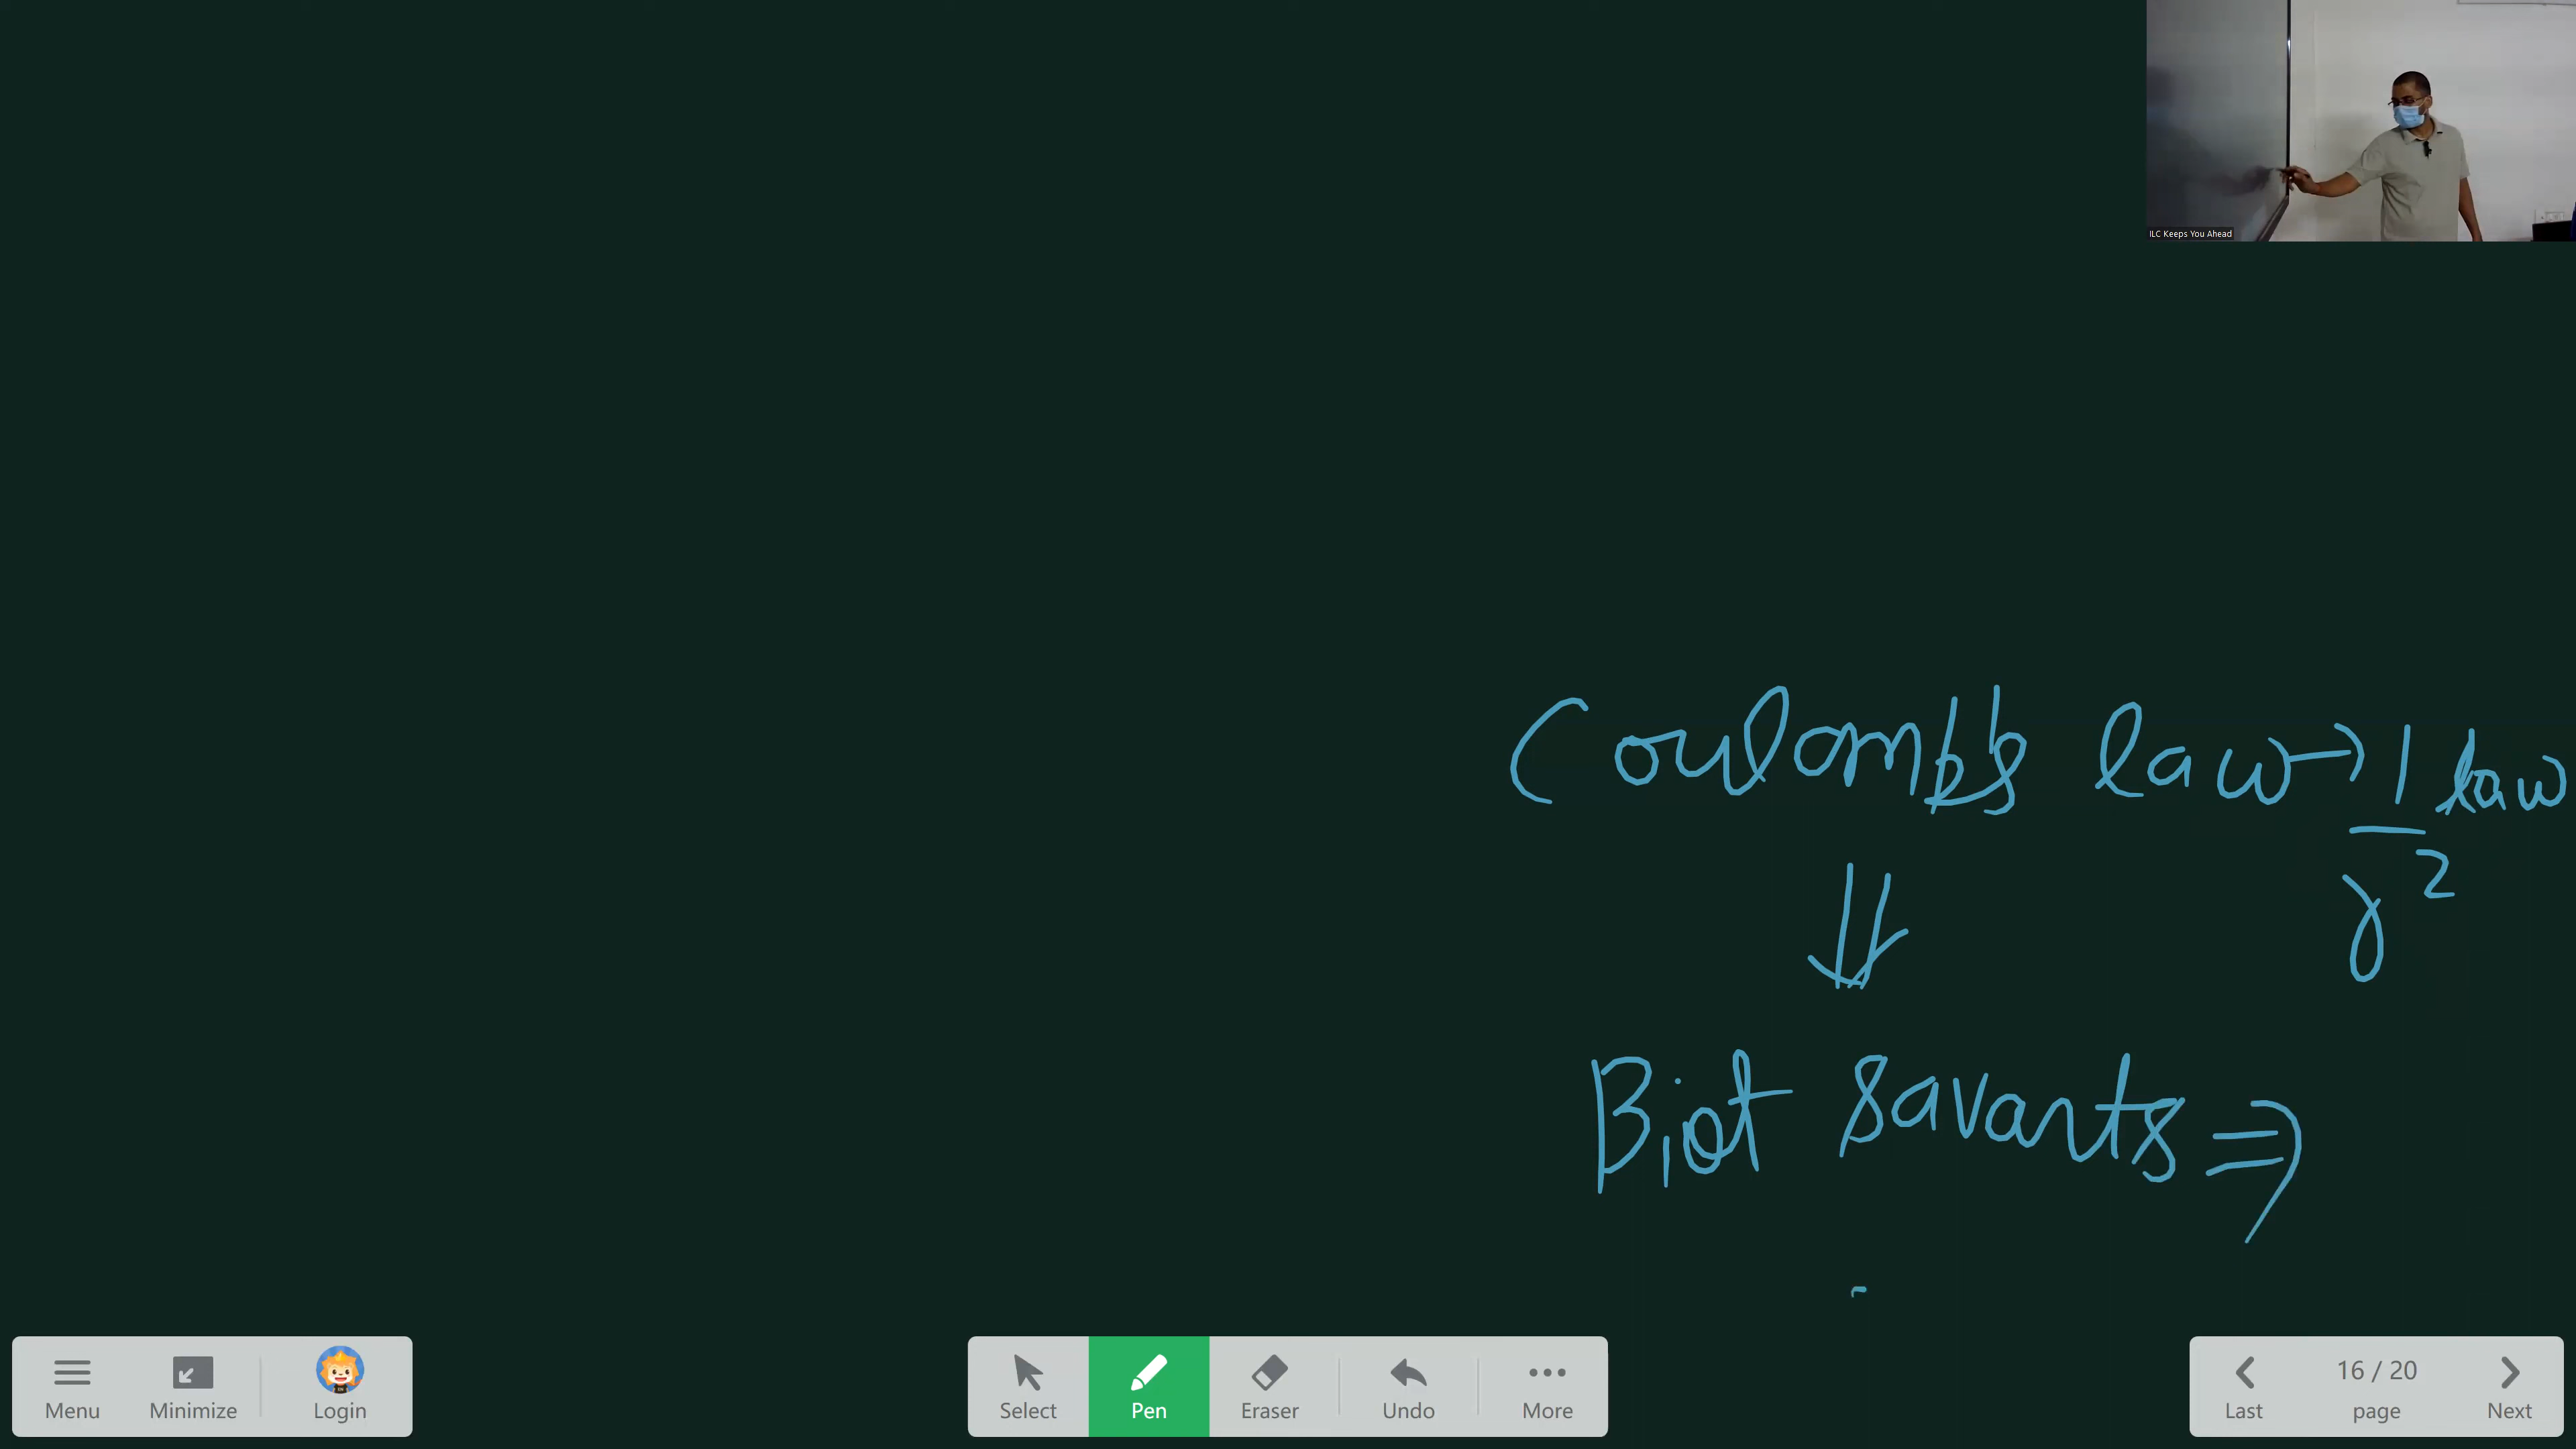 ILC Keeps You Ahead
Coulomb's law → 1/r² law
⇓
Biot savarts ⇒
Menu Minimize Login Select Pen Eraser Undo More Last 16 / 20 page Next